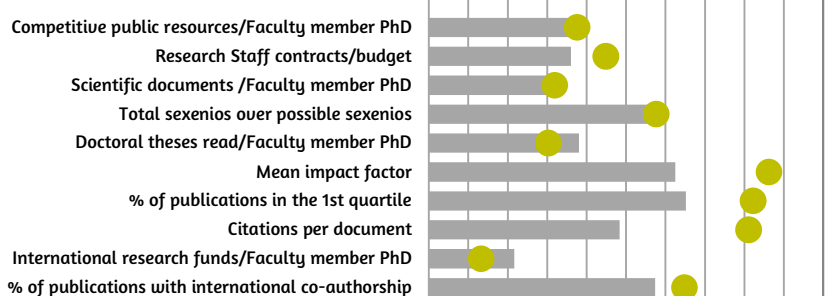 Competitive public resources/Faculty member PhD
Research Staff contracts/budget
Scientific documents /Faculty member PhD
Total sexenios over possible sexenios
Doctoral theses read/Faculty member PhD
Mean impact factor
% of publications in the 1st quartile
Citations per document
International research funds/Faculty member PhD
% of publications with international co-authorship